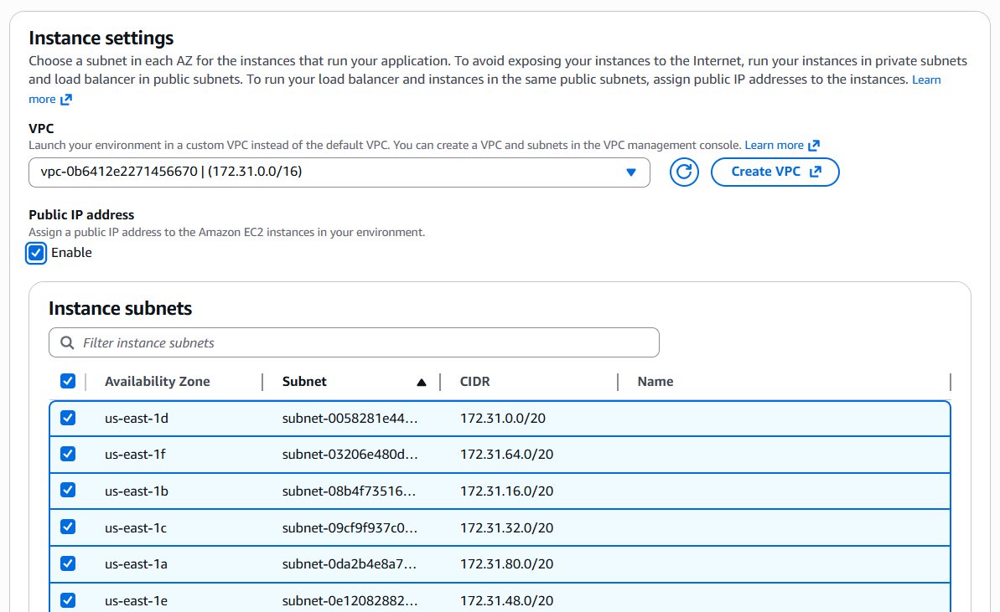 Instance settings
Choose a subnet in each AZ for the instances that run your application. To avoid exposing your instances to the Internet, run your instances in private subnets
and load balancer in public subnets. To run your load balancer and instances in the same public subnets, assign public IP addresses to the instances. Learn
more
VPC
Launch your environment in a custom VPC instead of the default VPC. You can create a VPC and subnets in the VPC management console. Learn more
vpc-0b6412e2271456670 | (172.31.0.0/16)
Create VPC
Public IP address
Assign a public IP address to the Amazon EC2 instances in your environment.
Enable
Instance subnets
Filter instance subnets
Availability Zone Subnet CIDR Name
us-east-1d subnet-0058281e44... 172.31.0.0/20
us-east-1f subnet-03206e480d... 172.31.64.0/20
us-east-1b subnet-08b4f73516... 172.31.16.0/20
us-east-1c subnet-09cf9f937c0... 172.31.32.0/20
us-east-1a subnet-0da2b4e8a7... 172.31.80.0/20
us-east-1e subnet-0e12082882... 172.31.48.0/20